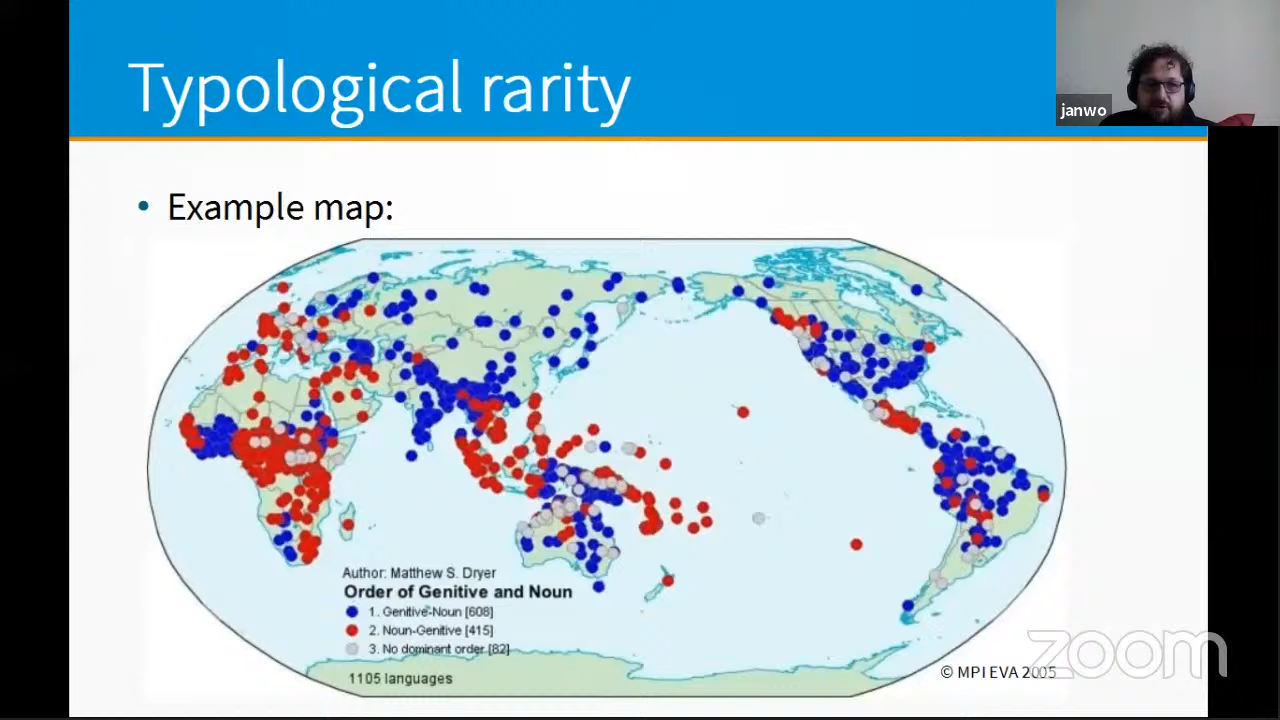 Typological rarity
janwo
• Example map:
Author: Matthew S. Dryer
Order of Genitive and Noun
1. Genitive-Noun [608]
2. Noun-Genitive [415]
3. No dominant order [82]
1105 languages
© MPI EVA 2005
zoom